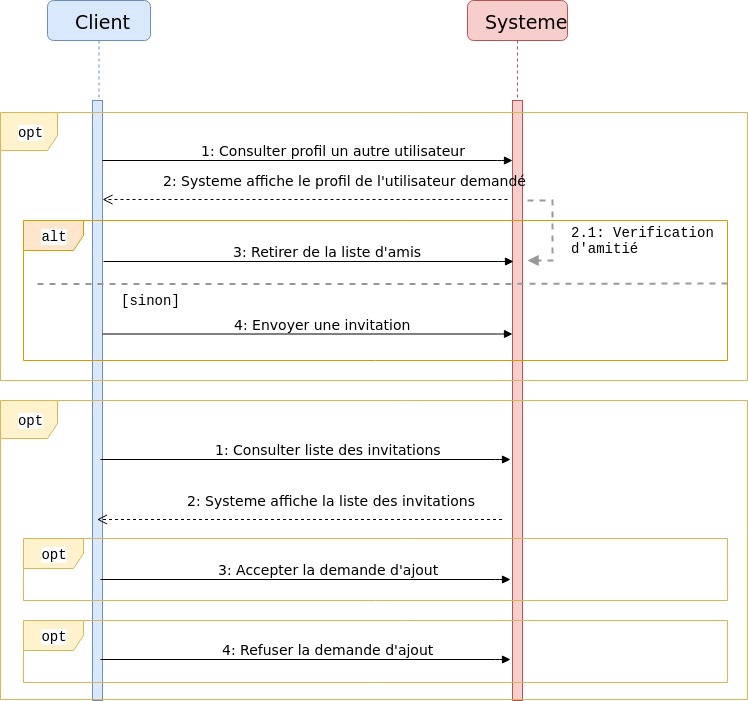 Client
Systeme
opt
1: Consulter profil un autre utilisateur
2: Systeme affiche le profil de l'utilisateur demandé
2.1: Verification
d'amitié
alt
3: Retirer de la liste d'amis
[sinon]
4: Envoyer une invitation
opt
1: Consulter liste des invitations
2: Systeme affiche la liste des invitations
opt
3: Accepter la demande d'ajout
opt
4: Refuser la demande d'ajout